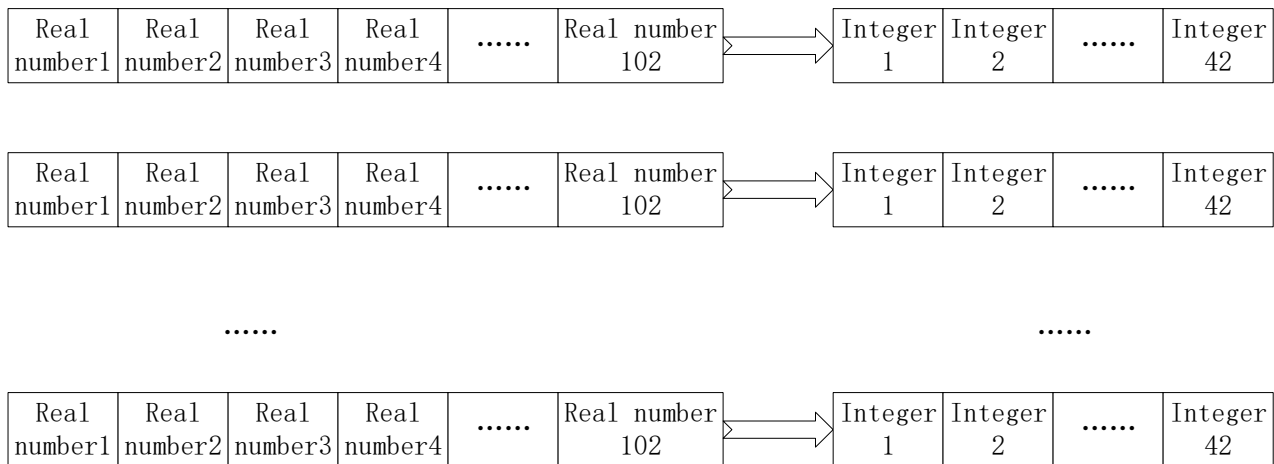 Real Real Real Real Real number Integer Integer Integer
number1 number2 number3 number4 …… 102 1 2 …… 42
Real Real Real Real Real number Integer Integer Integer
number1 number2 number3 number4 …… 102 1 2 …… 42
…… ……
Real Real Real Real Real number Integer Integer Integer
number1 number2 number3 number4 …… 102 1 2 …… 42